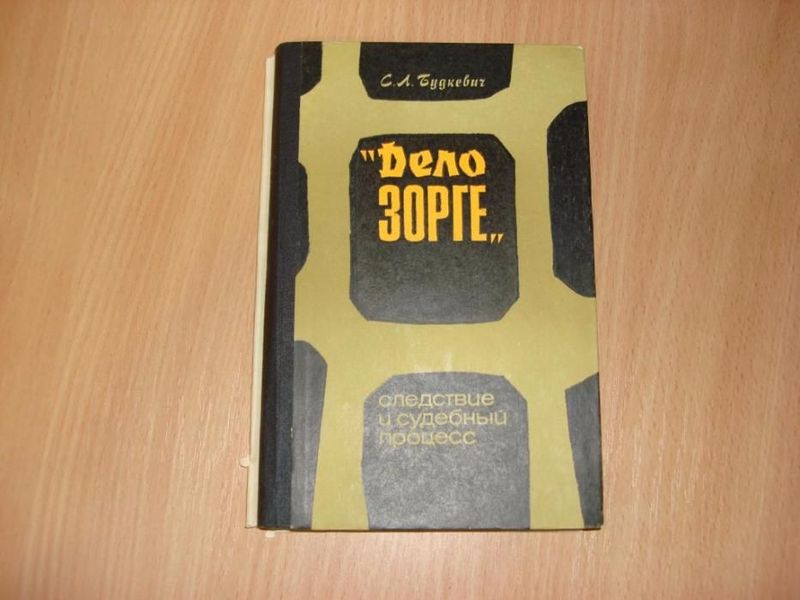 С.Л. Будкевич
"Дело
ЗОРГЕ"
следствие
и судебный
процесс